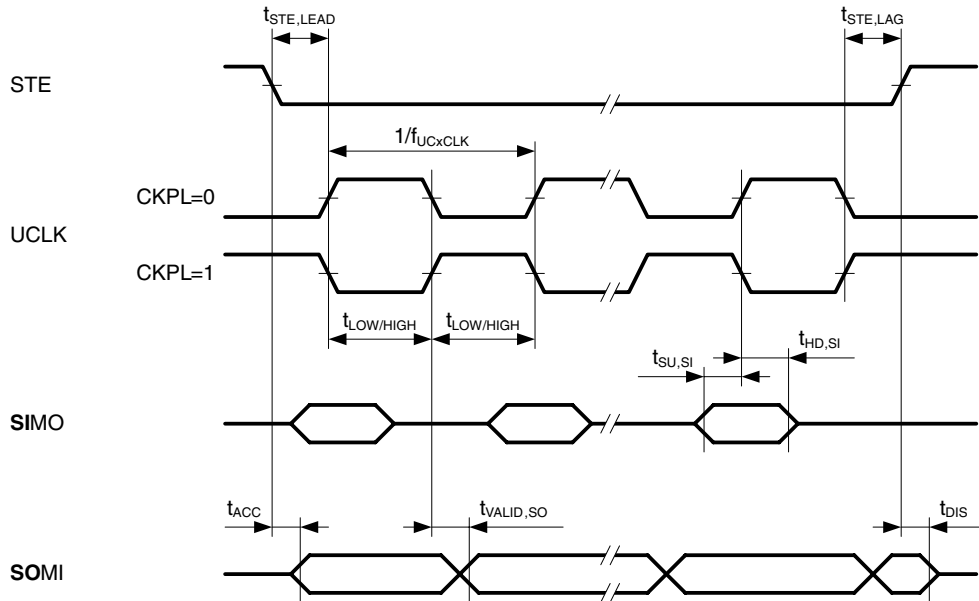 tSTE,LEAD
tSTE,LAG
STE
1/fUCxCLK
CKPL=0
UCLK
CKPL=1
tLOW/HIGH tLOW/HIGH
tHD,SI
tSU,SI
SIMO
tACC
tVALID,SO
tDIS
SOMI